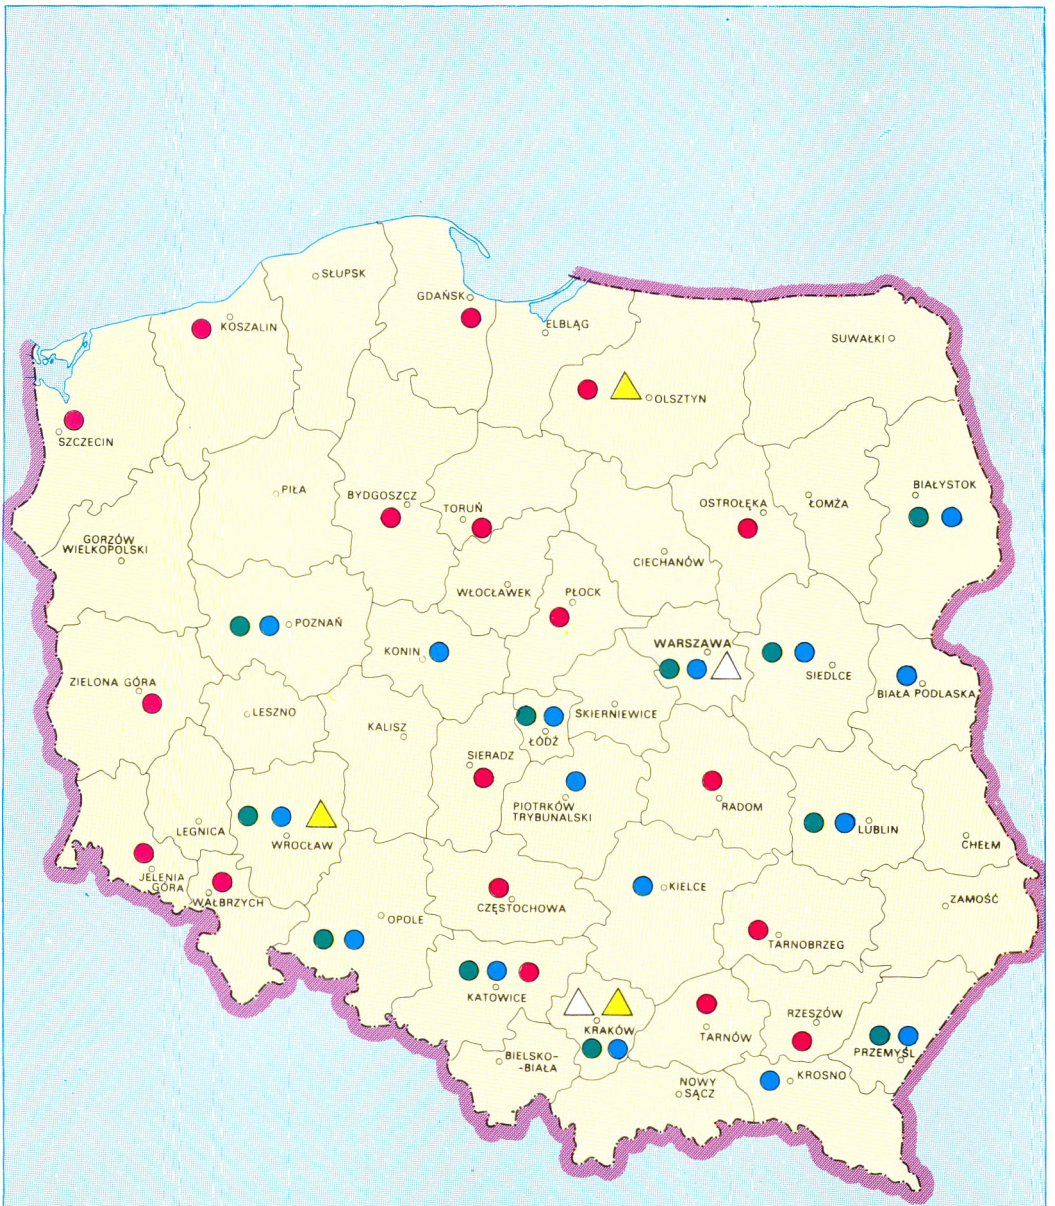 SŁUPSK
GDAŃSK
KOSZALIN
ELBLĄG
SUWAŁKI
OLSZTYN
SZCZECIN
BIAŁYSTOK
PIŁA
BYDGOSZCZ
TORUŃ
OSTROŁĘKA
ŁOMŻA
GORZÓW
WIELKOPOLSKI
CIECHANÓW
WŁOCŁAWEK
PŁOCK
POZNAŃ
KONIN
WARSZAWA
SIEDLCE
BIAŁA PODLASKA
ZIELONA GÓRA
LESZNO
KALISZ
SKIERNIEWICE
ŁÓDŹ
SIERADZ
PIOTRKÓW
TRYBUNALSKI
RADOM
LEGNICA
WROCŁAW
LUBLIN
CHEŁM
JELENIA
GÓRA
WAŁBRZYCH
KIELCE
CZĘSTOCHOWA
ZAMOŚĆ
OPOLE
TARNOBRZEG
KATOWICE
KRAKÓW
TARNÓW
RZESZÓW
PRZEMYŚL
BIELSKO-
-BIAŁA
NOWY
SĄCZ
KROSNO